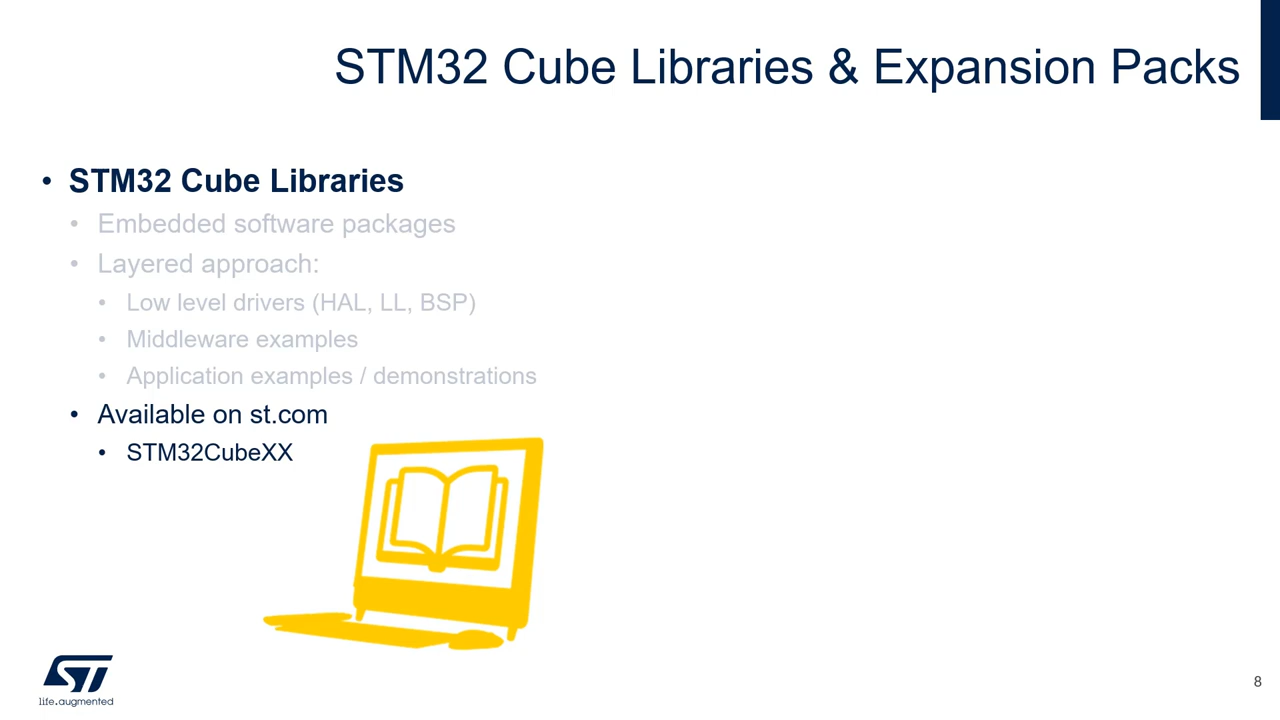 STM32 Cube Libraries & Expansion Packs
• STM32 Cube Libraries
• Embedded software packages
• Layered approach:
• Low level drivers (HAL, LL, BSP)
• Middleware examples
• Application examples / demonstrations
• Available on st.com
• STM32CubeXX
ST
life.augmented
8